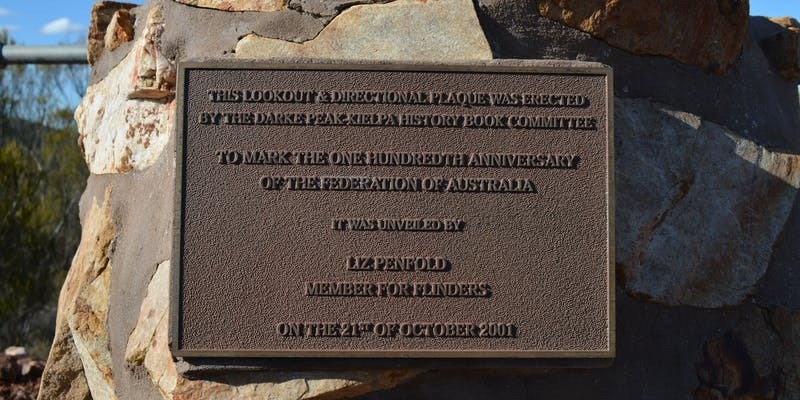 THIS LOOKOUT & DIRECTIONAL PLAQUE WAS ERECTED
BY THE DARKE PEAK-KIELPA HISTORY BOOK COMMITTEE
TO MARK THE ONE HUNDREDTH ANNIVERSARY
OF THE FEDERATION OF AUSTRALIA
IT WAS UNVEILED BY
LIZ PENFOLD
MEMBER FOR FLINDERS
ON THE 21ST OF OCTOBER 2001